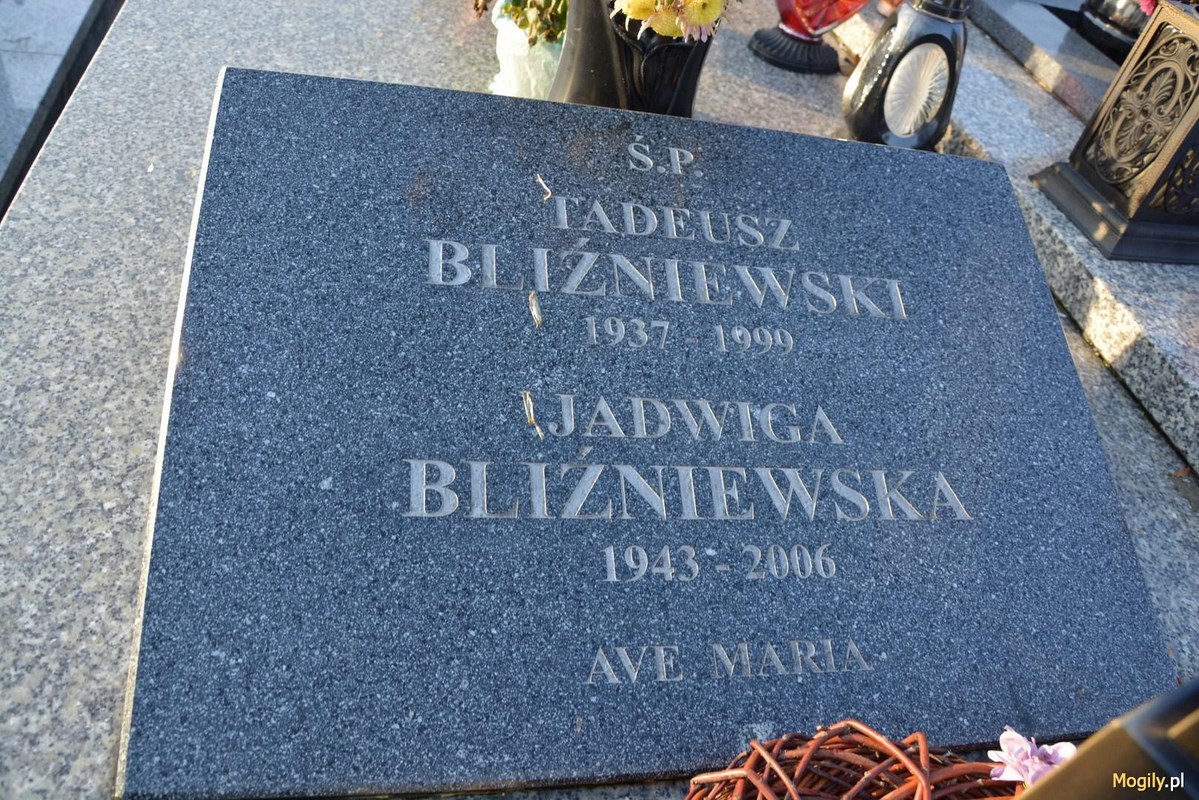 Ś.P.
TADEUSZ
BLIŹNIEWSKI
1937 - 1999
JADWIGA
BLIŹNIEWSKA
1943 - 2006
AVE MARIA
Mogily.pl